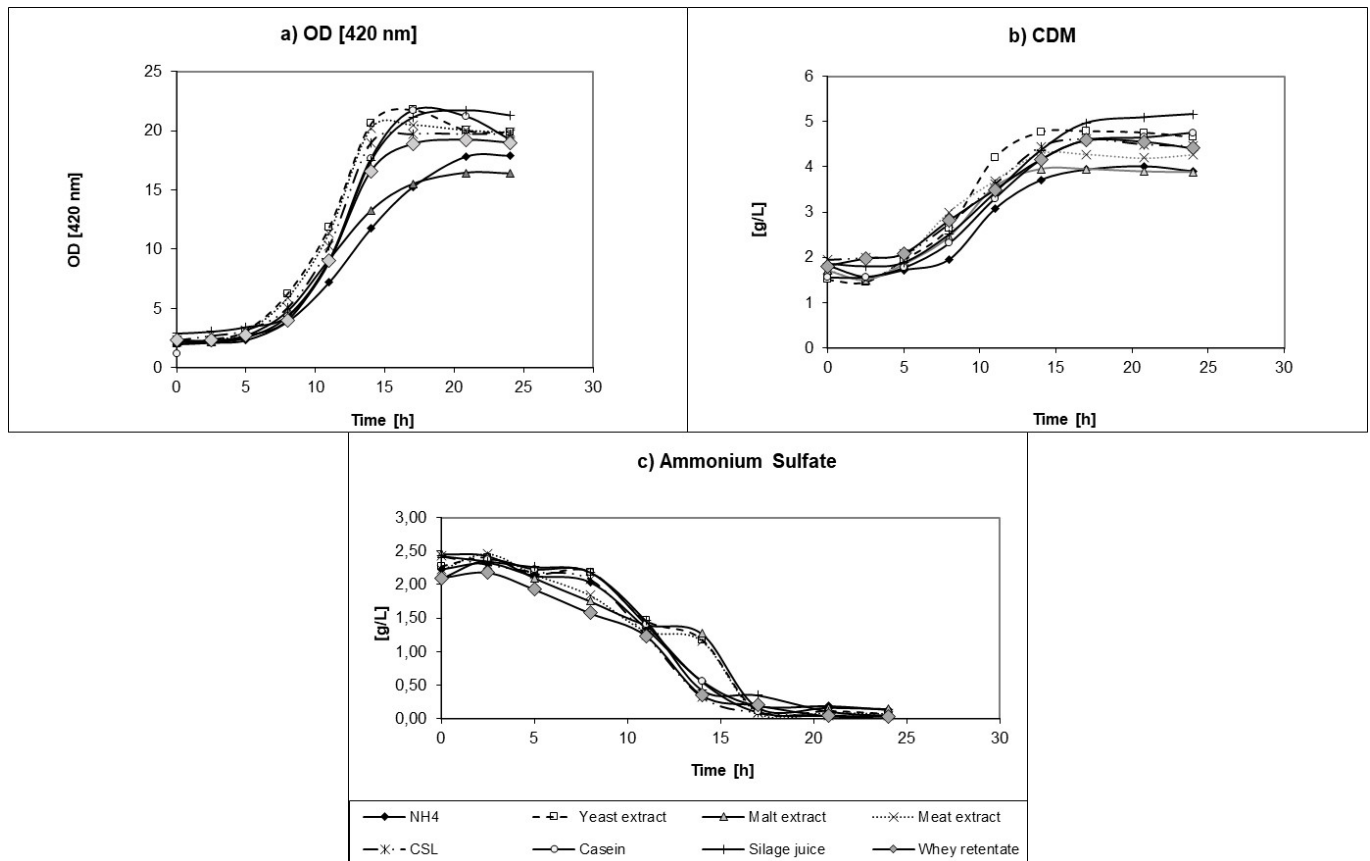 a) OD [420 nm]
OD [420 nm]
25
20
15
10
5
0
0 5 10 15 20 25 30
Time [h]
b) CDM
[g/L]
6
5
4
3
2
1
0
0 5 10 15 20 25 30
Time [h]
c) Ammonium Sulfate
[g/L]
3,00
2,50
2,00
1,50
1,00
0,50
0,00
0 5 10 15 20 25 30
Time [h]
NH4 Yeast extract Malt extract Meat extract
CSL Casein Silage juice Whey retentate